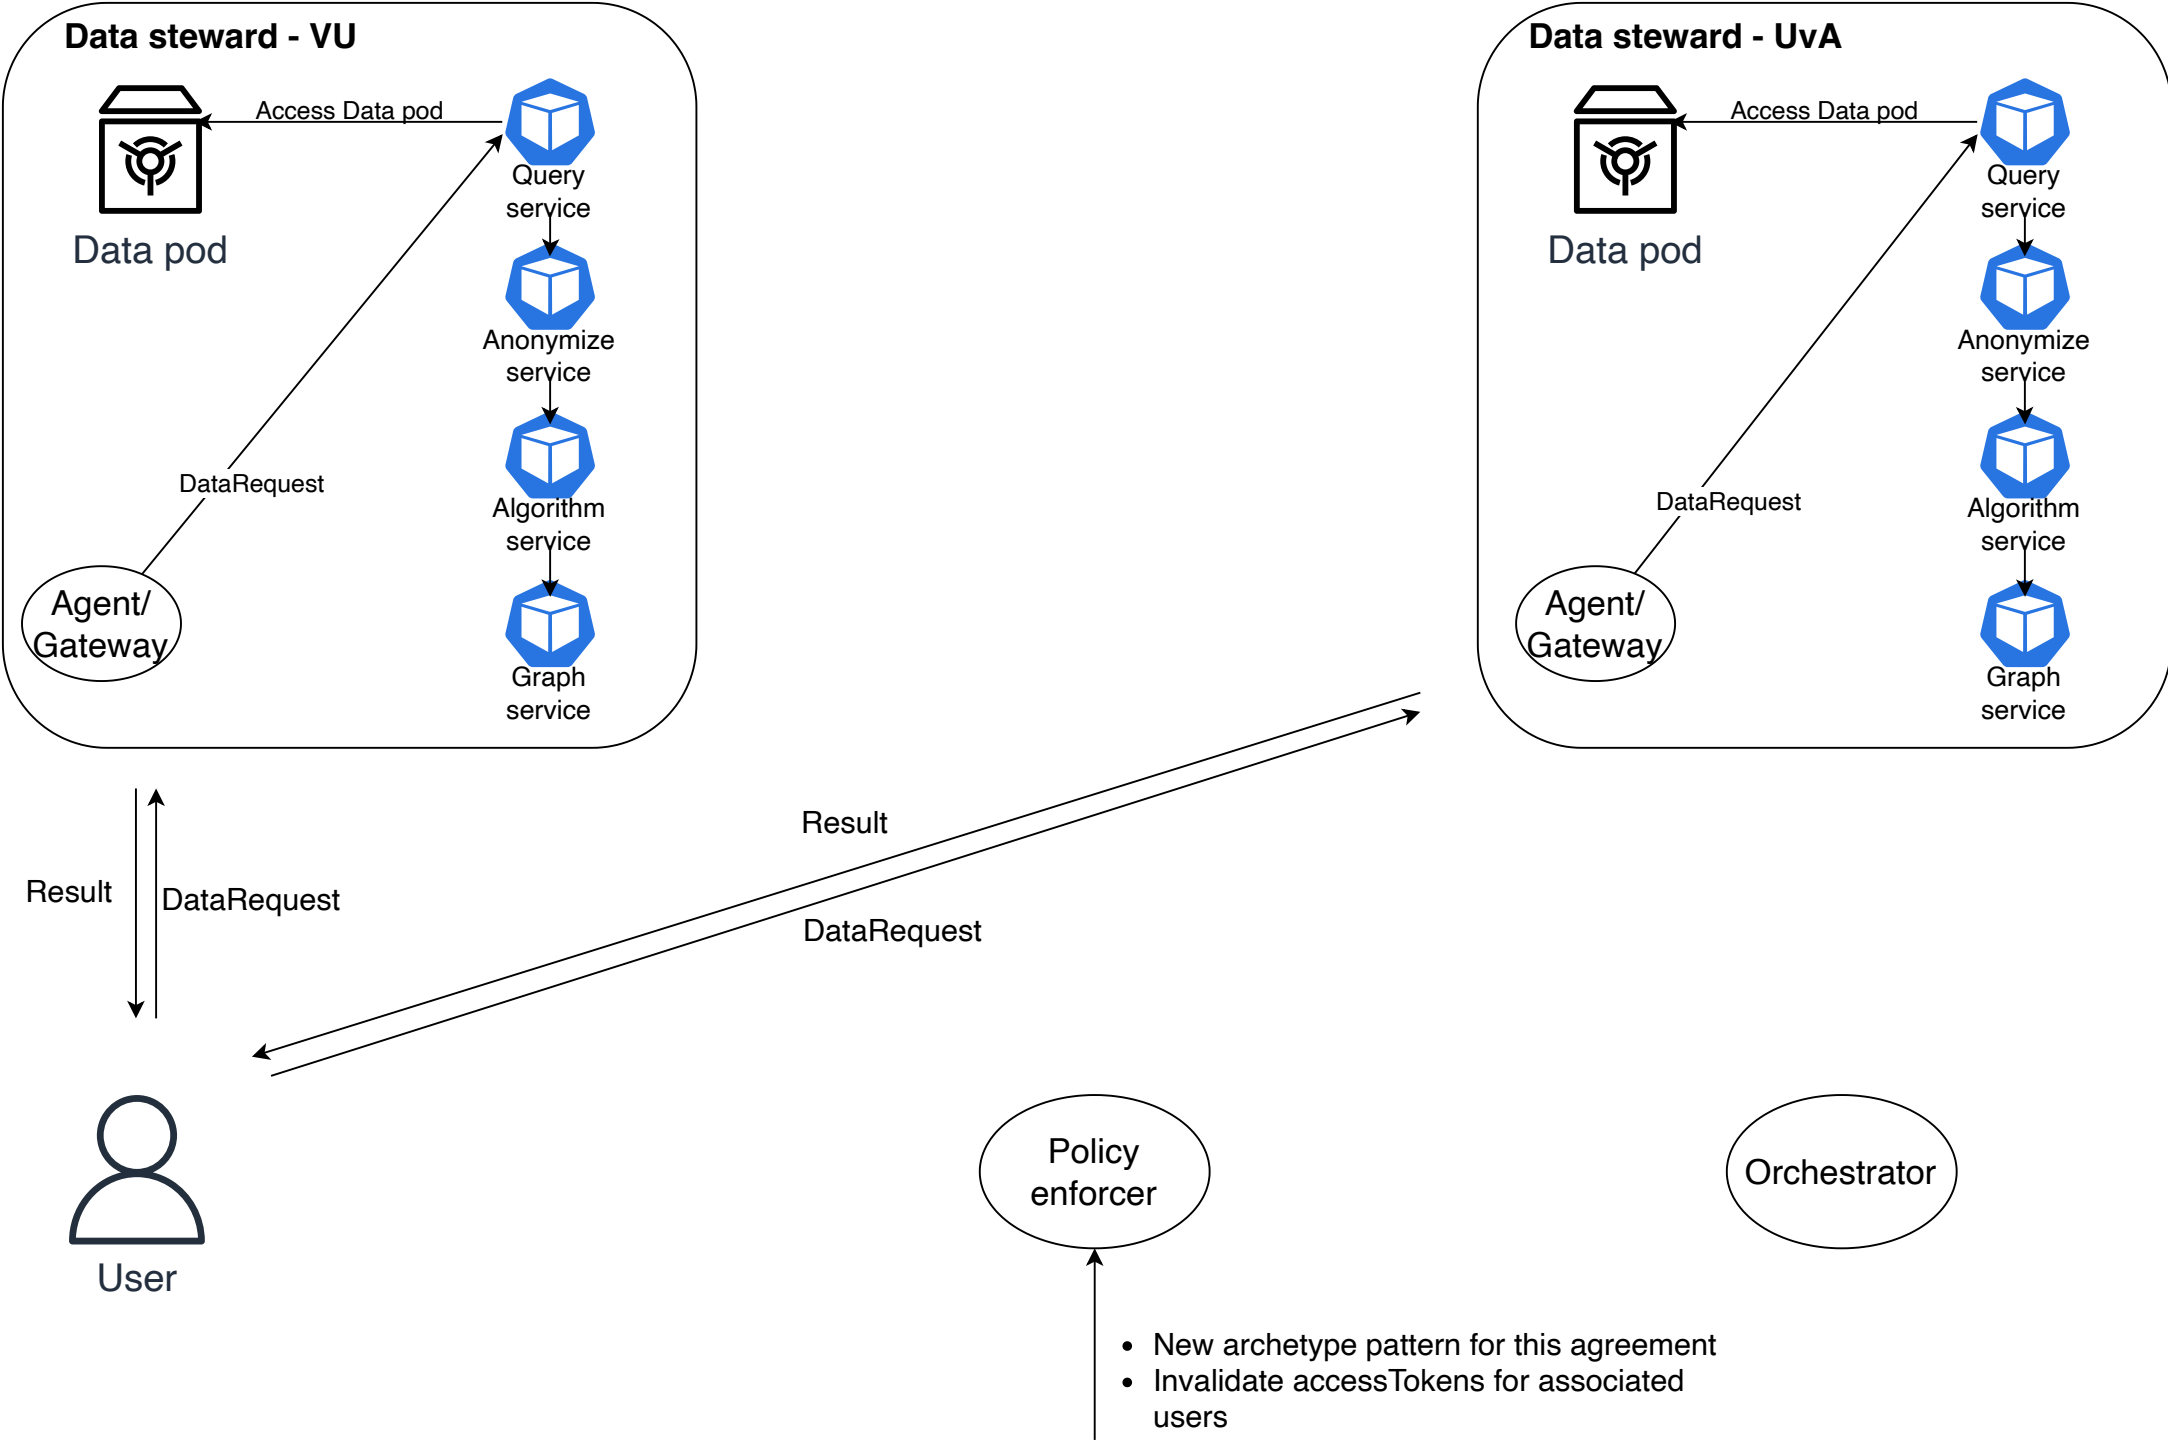 Data steward - VU
Access Data pod
Query
service
Data pod
Anonymize
service
DataRequest
Algorithm
service
Agent/
Gateway
Graph
service
Data steward - UvA
Access Data pod
Query
service
Data pod
Anonymize
service
DataRequest
Algorithm
service
Agent/
Gateway
Graph
service
Result
DataRequest
Result
DataRequest
User
Policy
enforcer
Orchestrator
• New archetype pattern for this agreement
• Invalidate accessTokens for associated
users